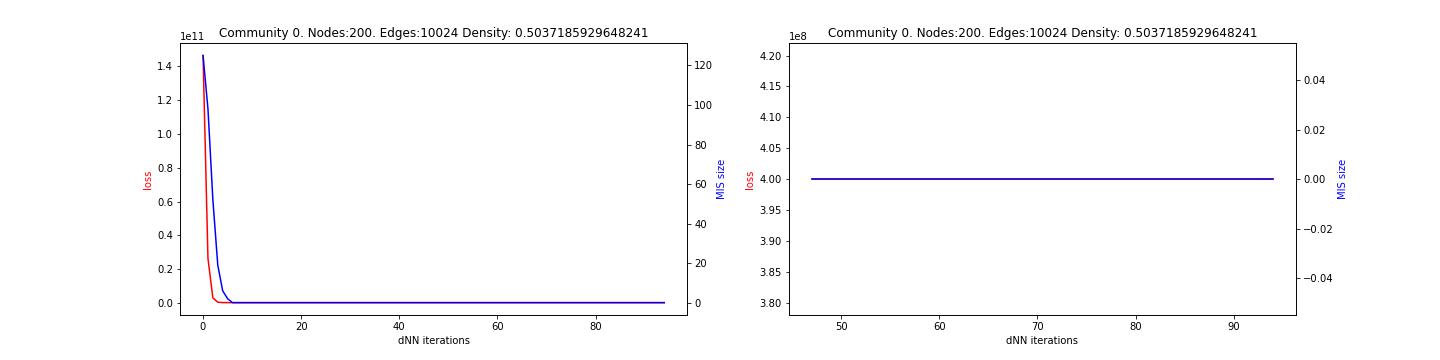 Community 0. Nodes:200. Edges:10024 Density: 0.5037185929648241
1e11
1.4
1.2
1.0
0.8
0.6
0.4
0.2
0.0
loss
120
100
80
60
40
20
0
MIS size
0 20 40 60 80
dNN iterations
Community 0. Nodes:200. Edges:10024 Density: 0.5037185929648241
1e8
4.20
4.15
4.10
4.05
4.00
3.95
3.90
3.85
3.80
loss
0.04
0.02
0.00
−0.02
−0.04
MIS size
50 60 70 80 90
dNN iterations